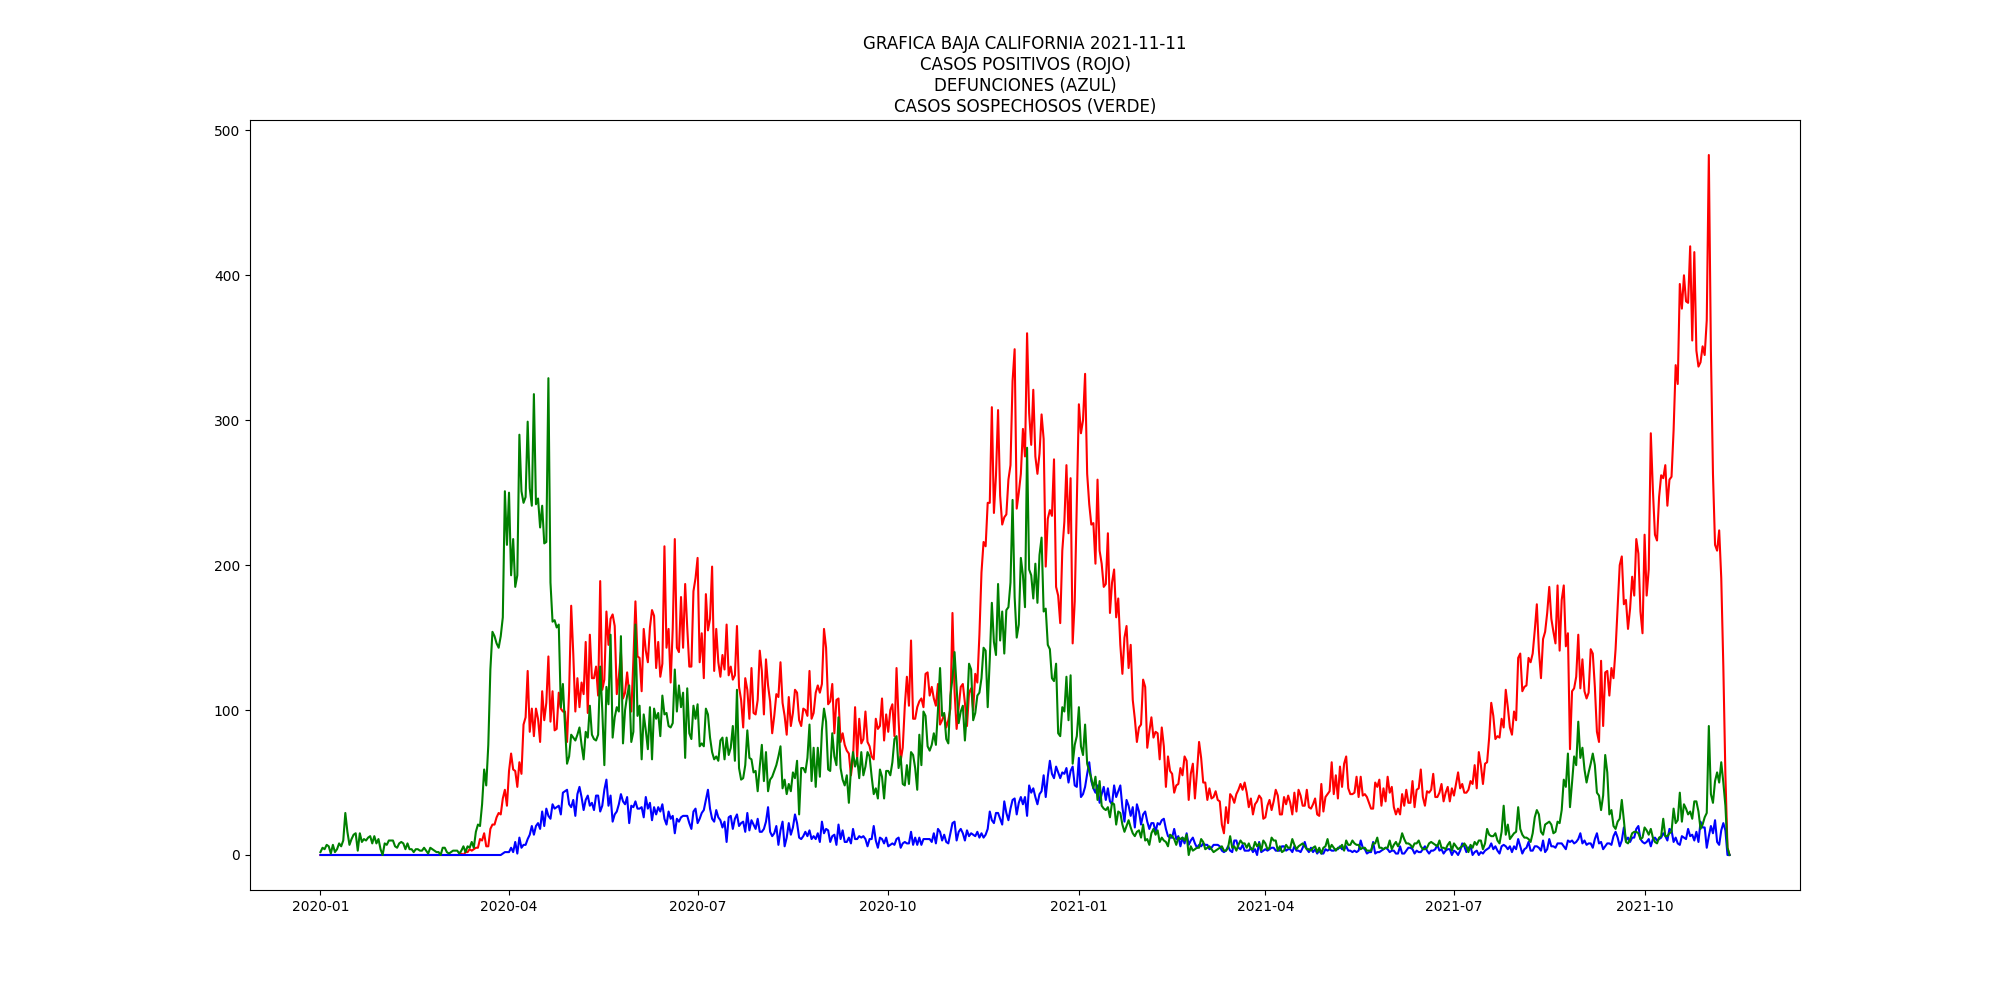 GRAFICA BAJA CALIFORNIA 2021-11-11
CASOS POSITIVOS (ROJO)
DEFUNCIONES (AZUL)
CASOS SOSPECHOSOS (VERDE)
500
400
300
200
100
0
2020-01 2020-04 2020-07 2020-10 2021-01 2021-04 2021-07 2021-10